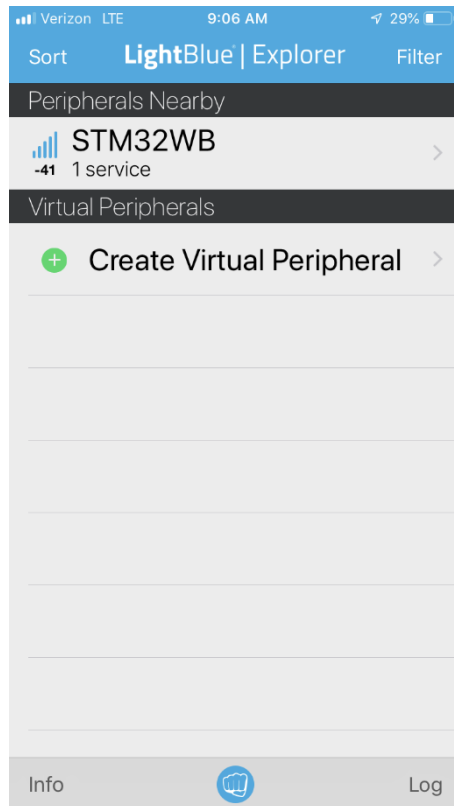 Verizon LTE 9:06 AM 29%
Sort LightBlue | Explorer Filter
Peripherals Nearby
STM32WB
-41 1 service
Virtual Peripherals
Create Virtual Peripheral
Info Log